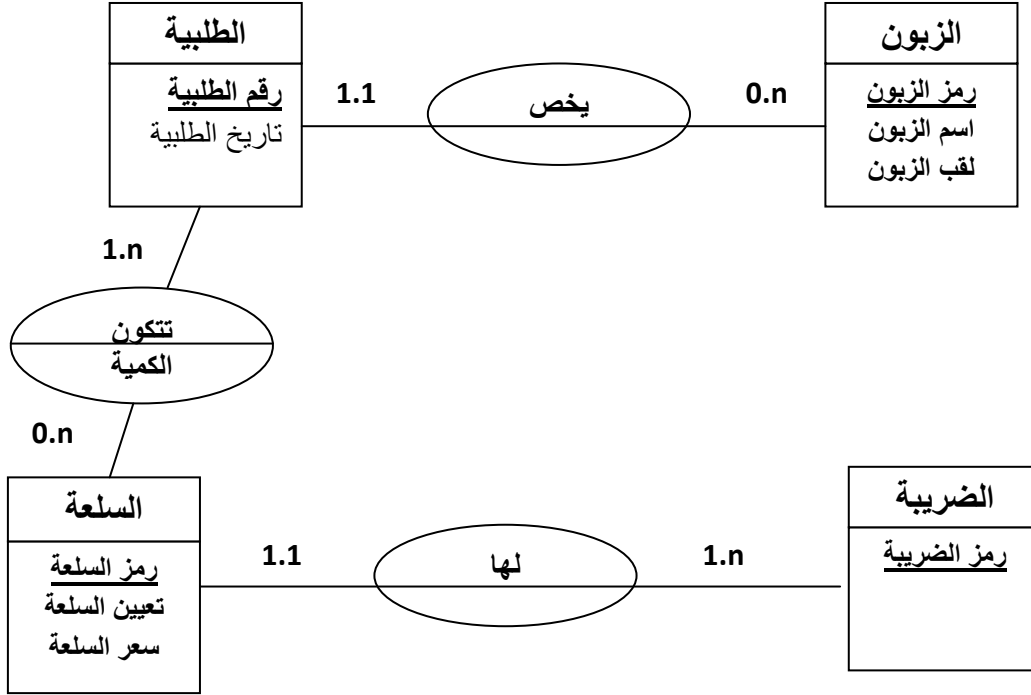 الزبون
رمز الزبون
اسم الزبون
لقب الزبون
0.n
يخص
1.1
الطلبية
رقم الطلبية
تاريخ الطلبية
1.n
تتكون
الكمية
0.n
السلعة
رمز السلعة
تعيين السلعة
سعر السلعة
1.1
لها
1.n
الضريبة
رمز الضريبة